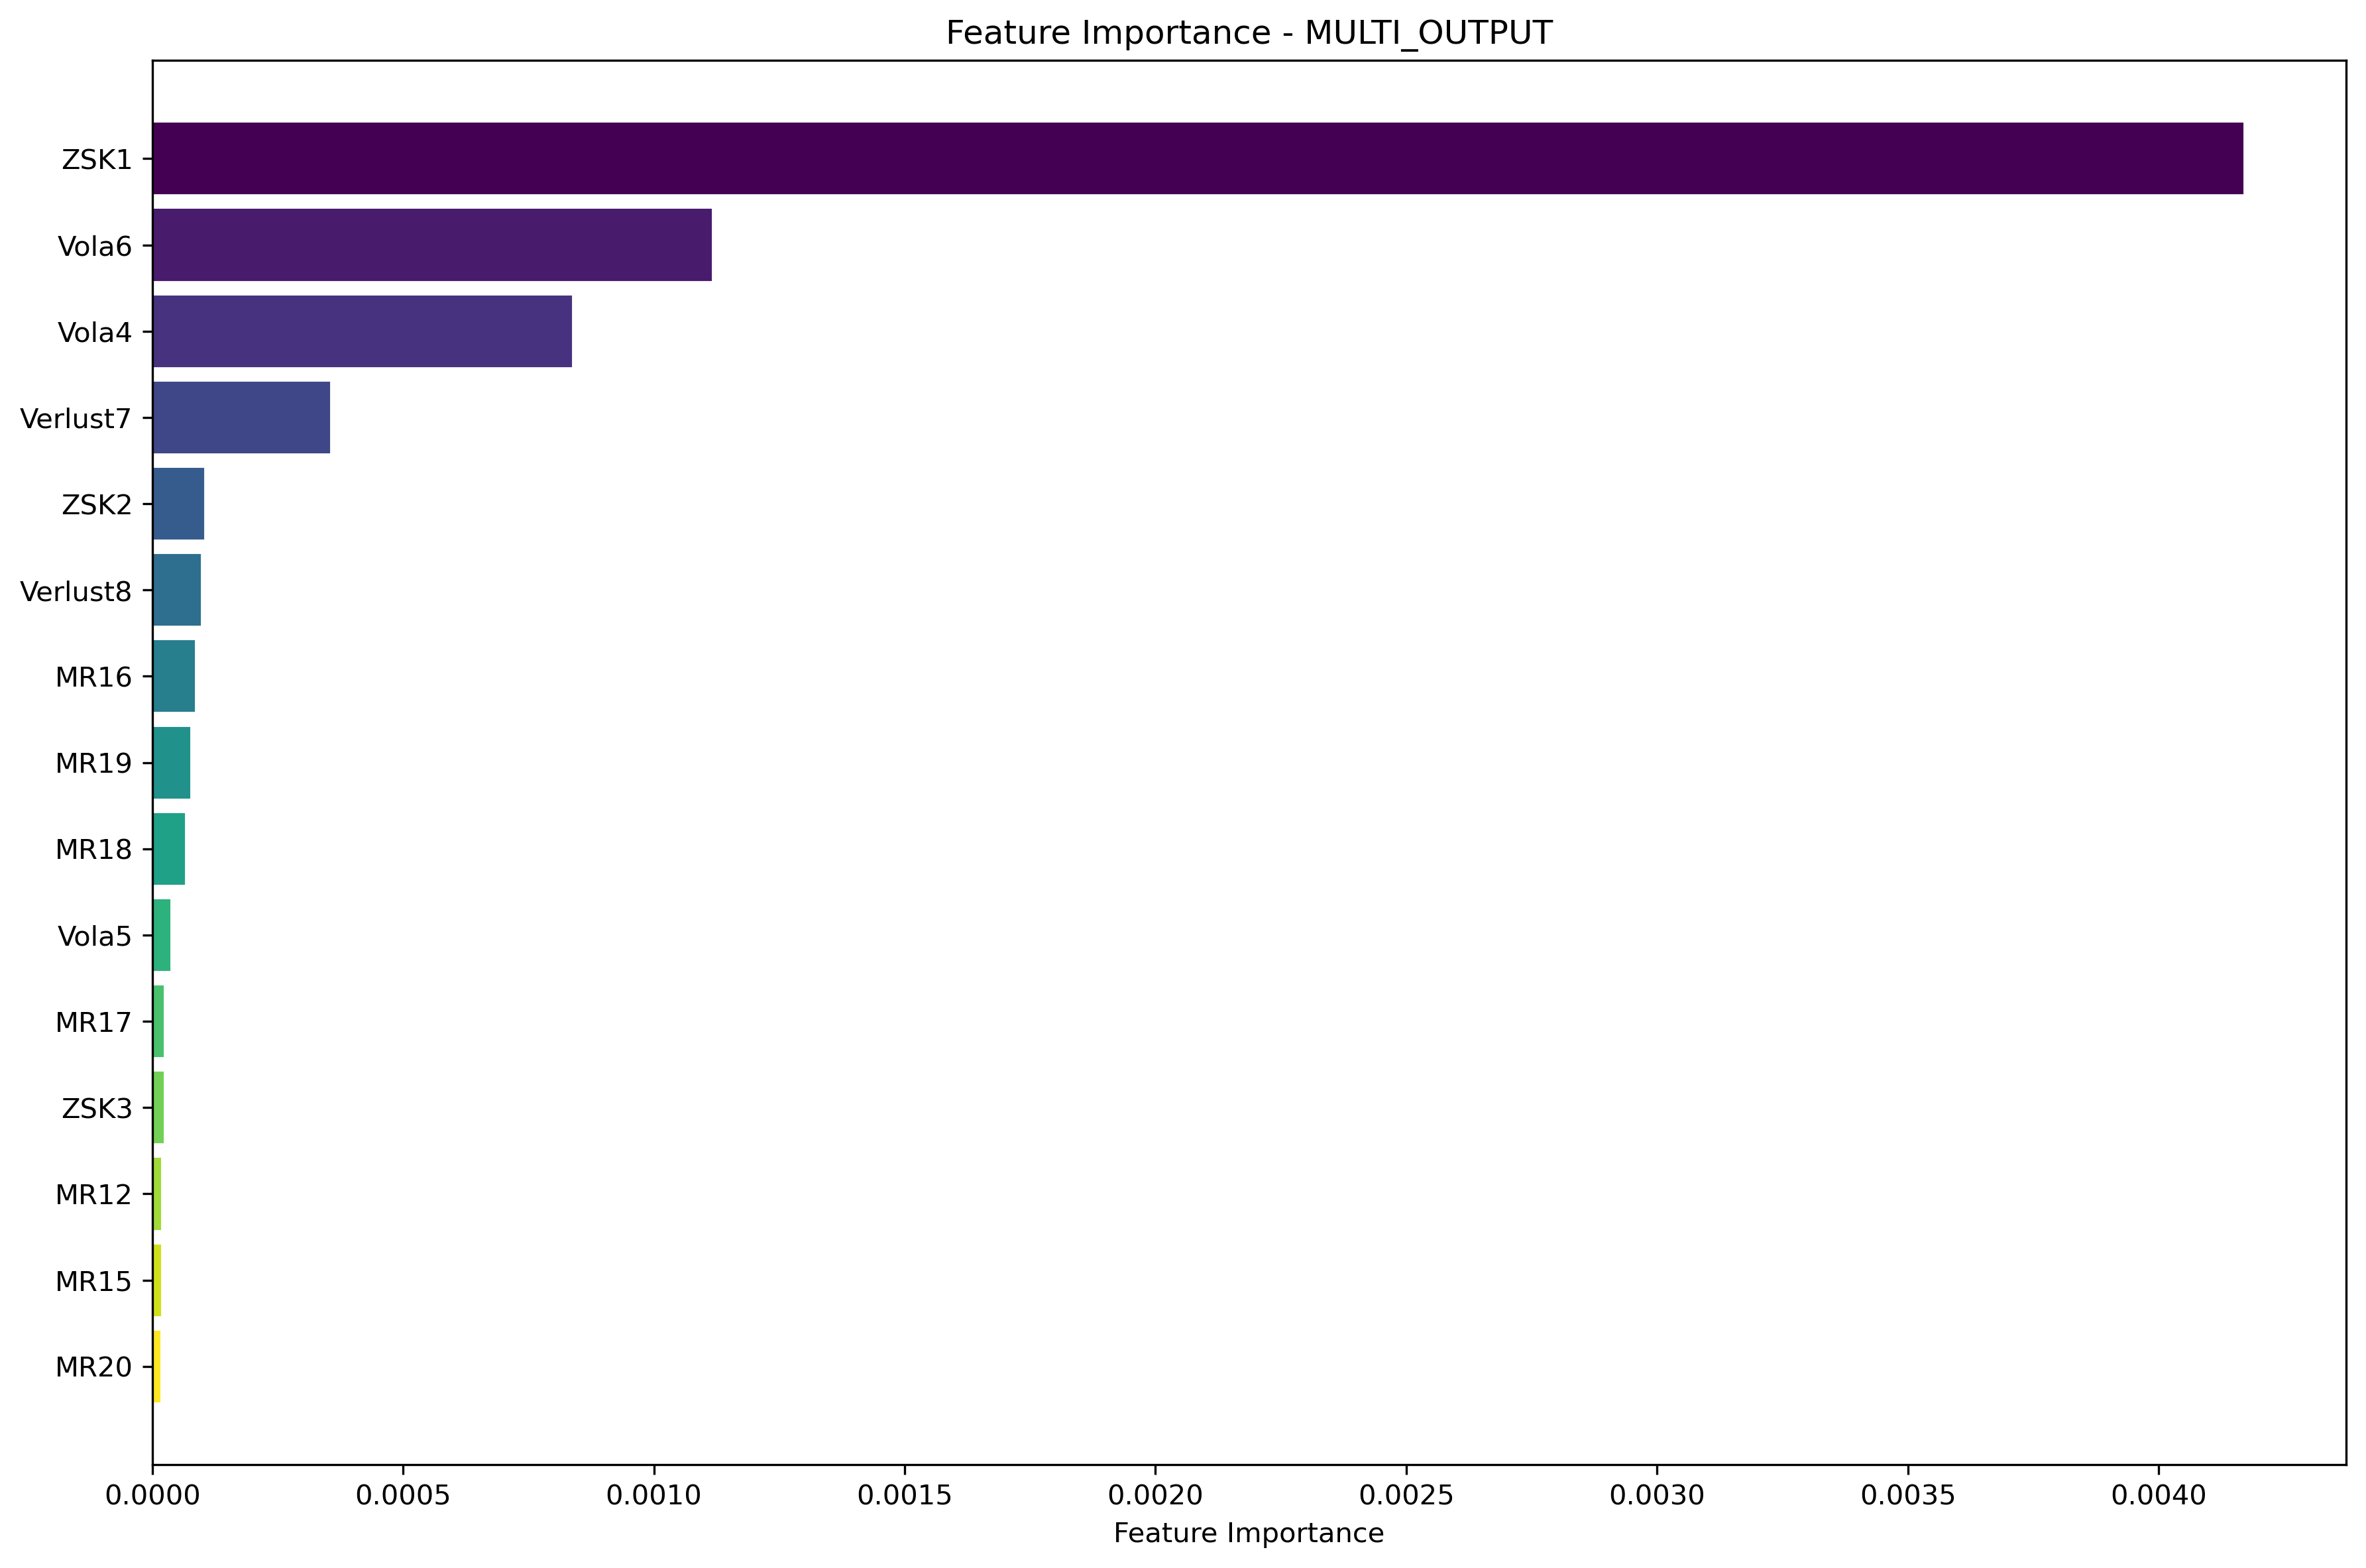 Feature Importance - MULTI_OUTPUT
ZSK1
Vola6
Vola4
Verlust7
ZSK2
Verlust8
MR16
MR19
MR18
Vola5
MR17
ZSK3
MR12
MR15
MR20
0.0000 0.0005 0.0010 0.0015 0.0020 0.0025 0.0030 0.0035 0.0040
Feature Importance